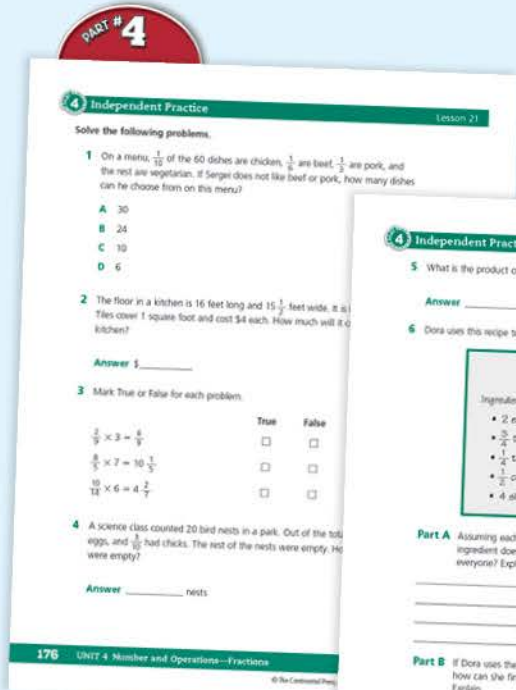 PART # 4
4 Independent Practice
Lesson 21
Solve the following problems.
1 On a menu, 1/10 of the 60 dishes are chicken, 1/6 are beef, 1/3 are pork, and
the rest are vegetarian. If Sergei does not like beef or pork, how many dishes
can he choose from on this menu?
A 30
B 24
C 10
D 6
2 The floor in a kitchen is 16 feet long and 15 1/2 feet wide. It is
Tiles cover 1 square foot and cost $4 each. How much will it
kitchen?
Answer $________
3 Mark True or False for each problem.
True False
2/9 × 3 = 6/9
8/5 × 7 = 10 1/5
10/14 × 6 = 4 2/7
4 A science class counted 20 bird nests in a park. Out of the
eggs, and 3/10 had chicks. The rest of the nests were empty.
were empty?
Answer ________ nests
176 UNIT 4 Number and Operations—Fractions
© The Continental Press
4 Independent
5 What is the product
Answer
6 Dora uses this recipe
• 2
• 3/4
• 1/4
• 1/2
• 4
Part A Assuming each
ingredient
everyone?
Part B If Dora uses the
how can she
Explain